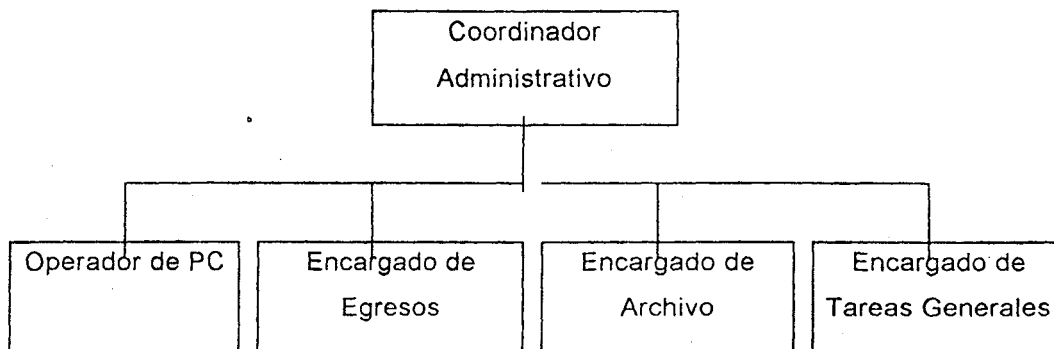 Coordinador
Administrativo
Operador de PC
Encargado de
Egresos
Encargado de
Archivo
Encargado de
Tareas Generales